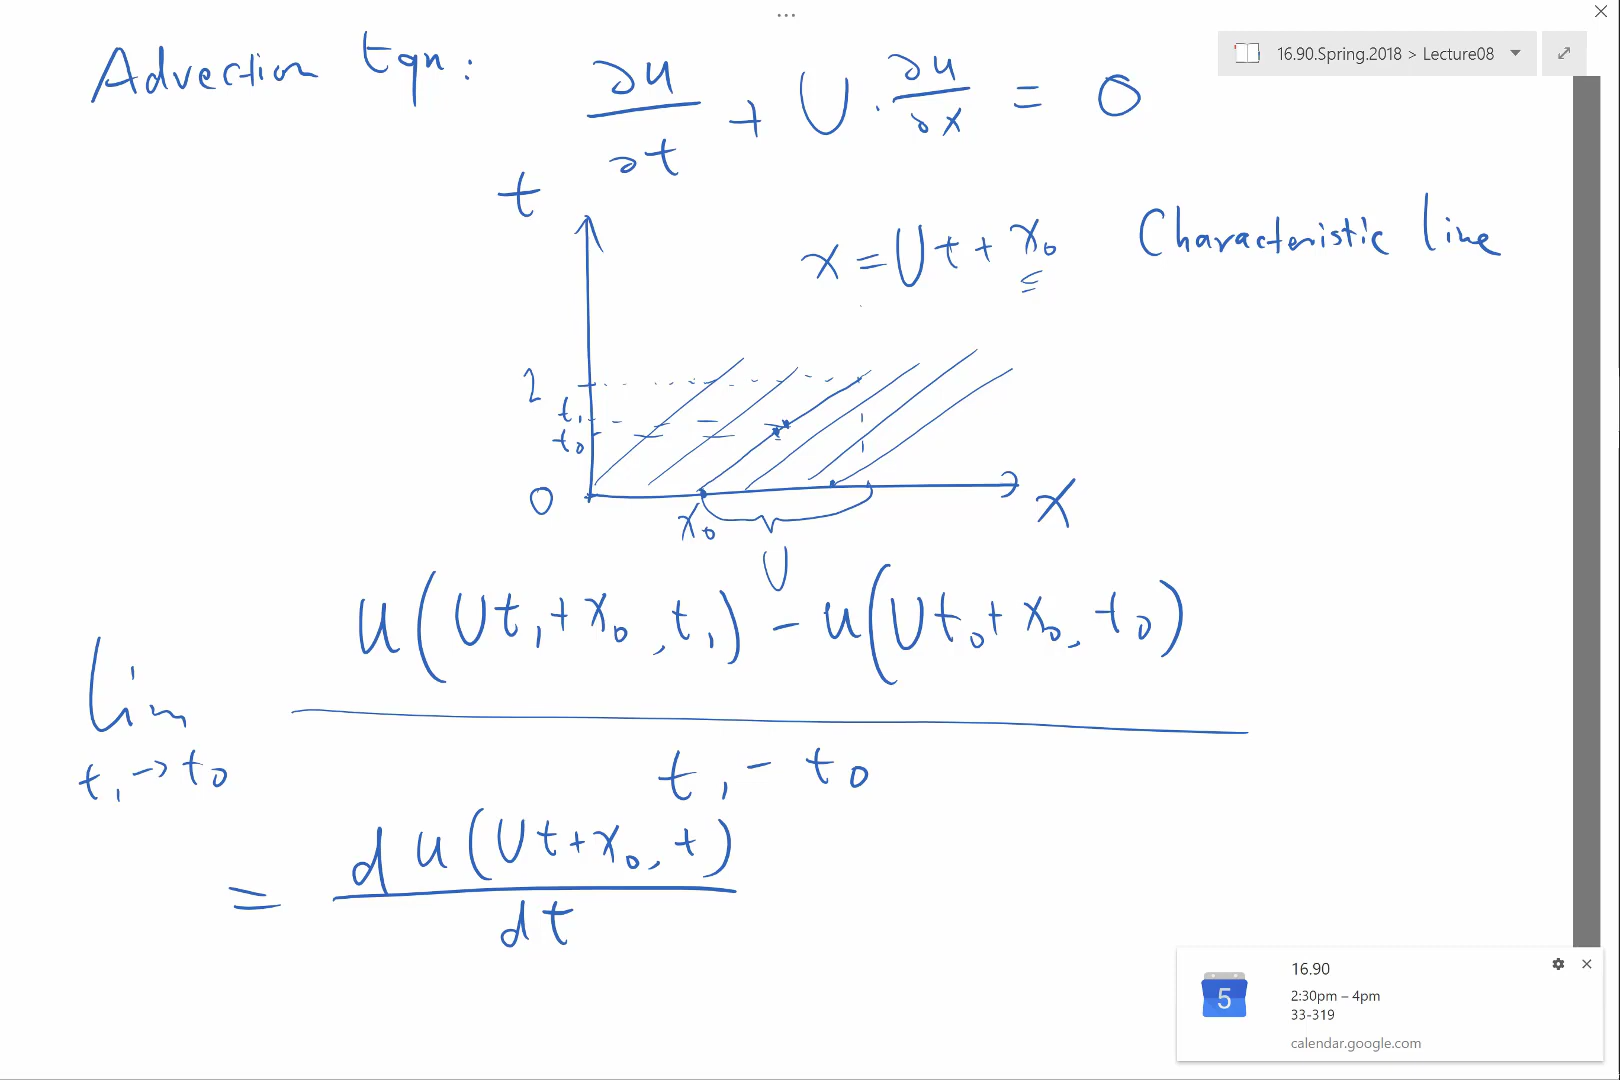 ...
16.90.Spring.2018 > Lecture08
Advection Eqn: ∂u/∂t + U · ∂u/∂x = 0
t
x = Ut + x₀ Characteristic line
2
t₁
t₀
0
x₀
x
U
lim t₁→t₀ (u(Ut₁+x₀, t₁) - u(Ut₀+x₀, t₀)) / (t₁ - t₀)
= d u(Ut+x₀, t) / dt
5
16.90
2:30pm – 4pm
33-319
calendar.google.com